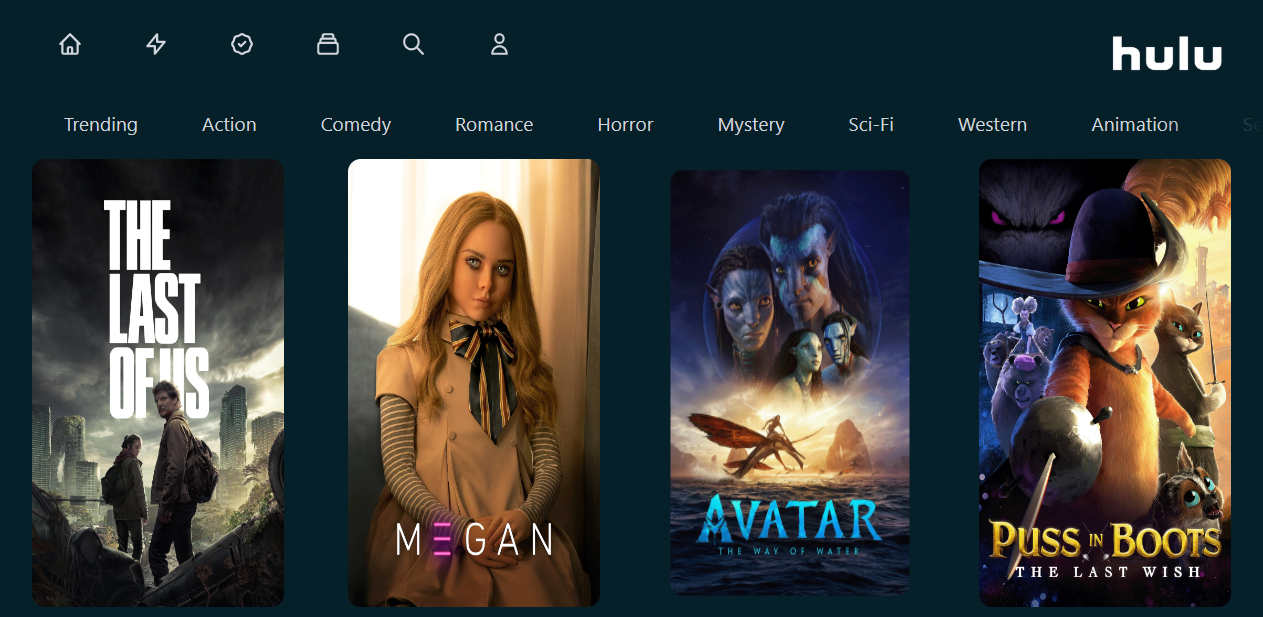 hulu
Trending Action Comedy Romance Horror Mystery Sci-Fi Western Animation
THE
LAST
OF US
M3GAN
AVATAR
THE WAY OF WATER
PUSS IN BOOTS
THE LAST WISH